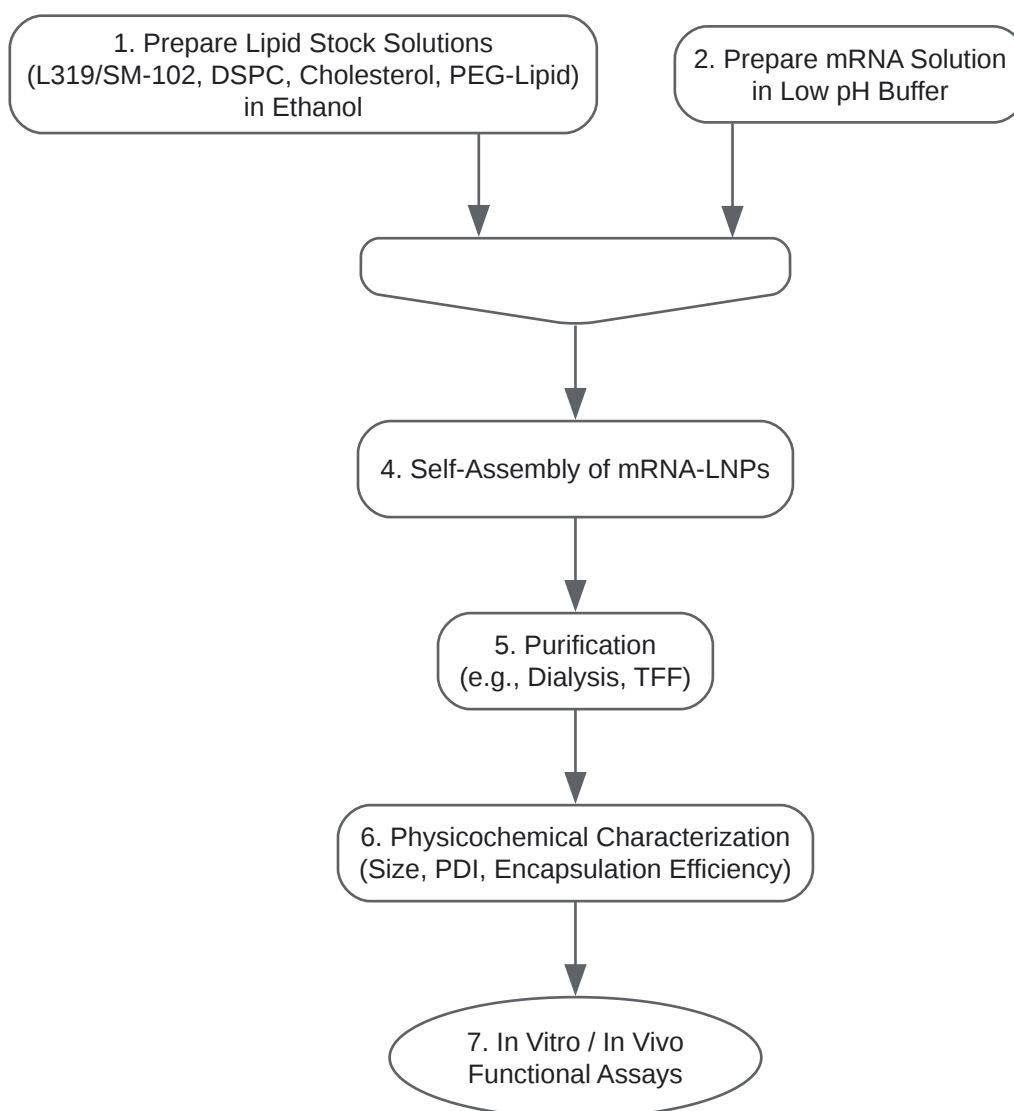 1. Prepare Lipid Stock Solutions
(L319/SM-102, DSPC, Cholesterol, PEG-Lipid)
in Ethanol
2. Prepare mRNA Solution
in Low pH Buffer
4. Self-Assembly of mRNA-LNPs
5. Purification
(e.g., Dialysis, TFF)
6. Physicochemical Characterization
(Size, PDI, Encapsulation Efficiency)
7. In Vitro / In Vivo
Functional Assays